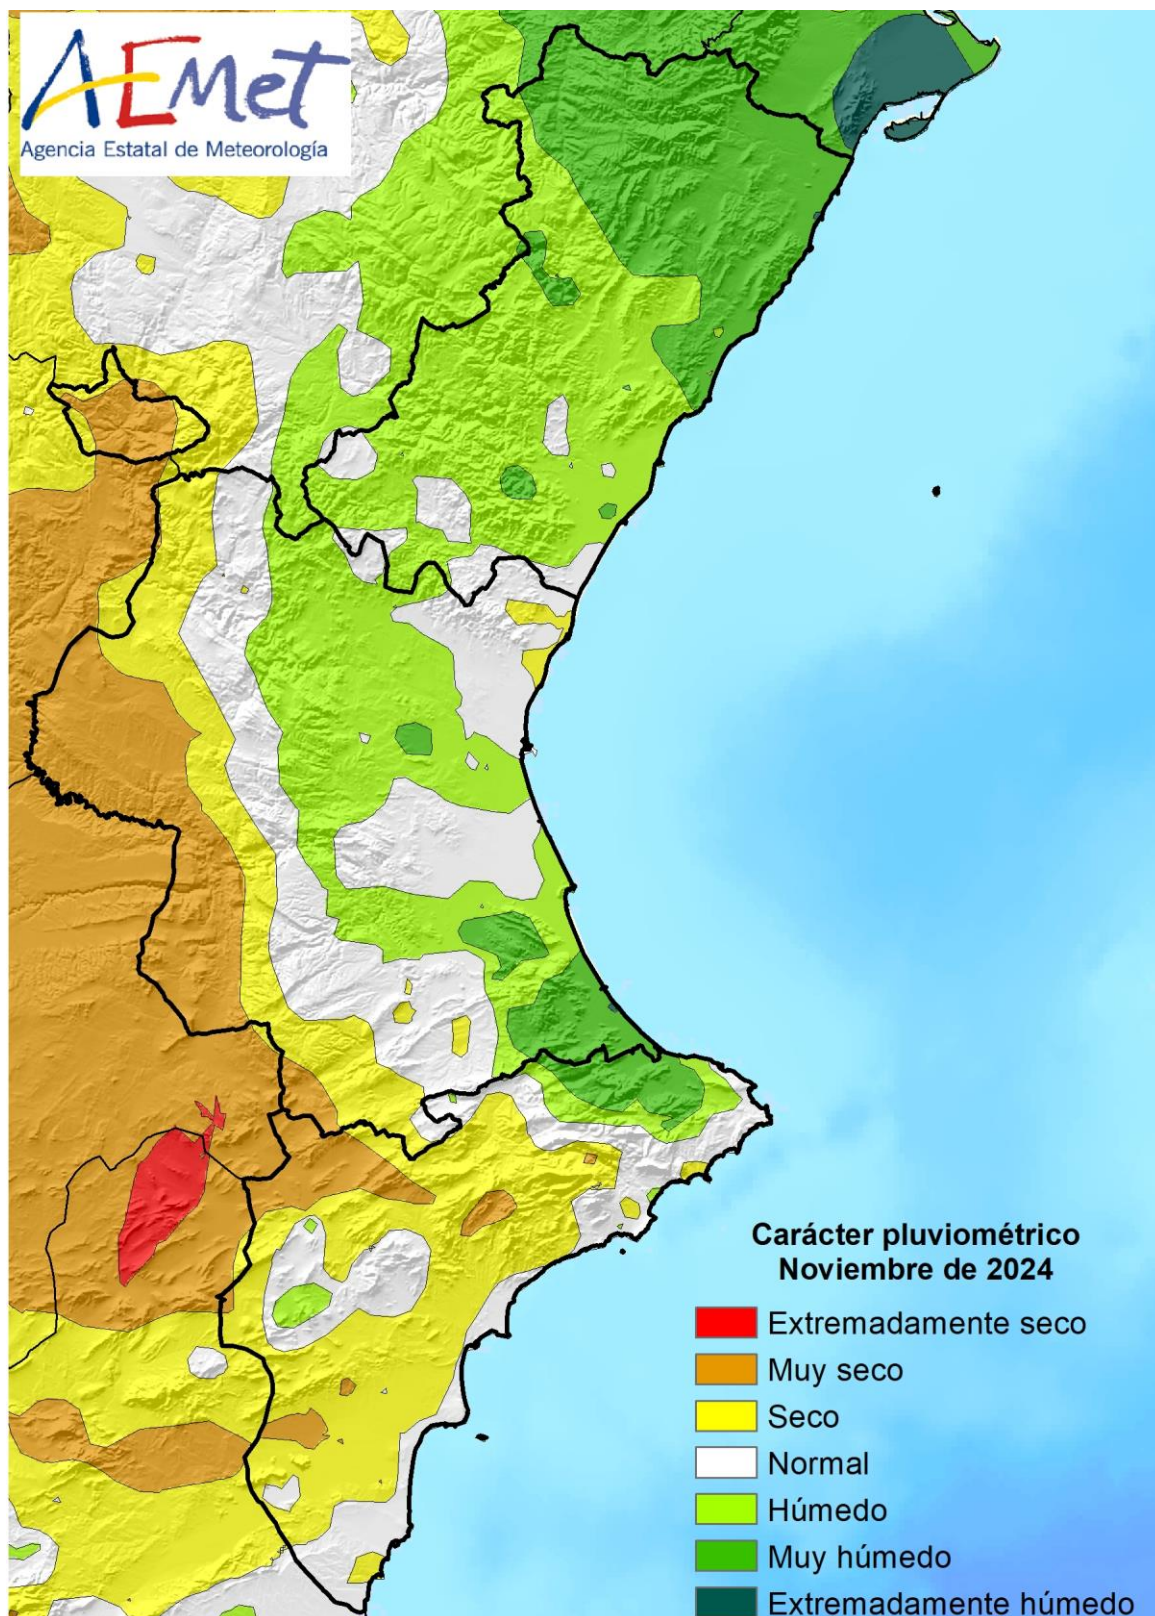 AEMet
Agencia Estatal de Meteorología
Carácter pluviométrico
Noviembre de 2024
Extremadamente seco
Muy seco
Seco
Normal
Húmedo
Muy húmedo
Extremadamente húmedo